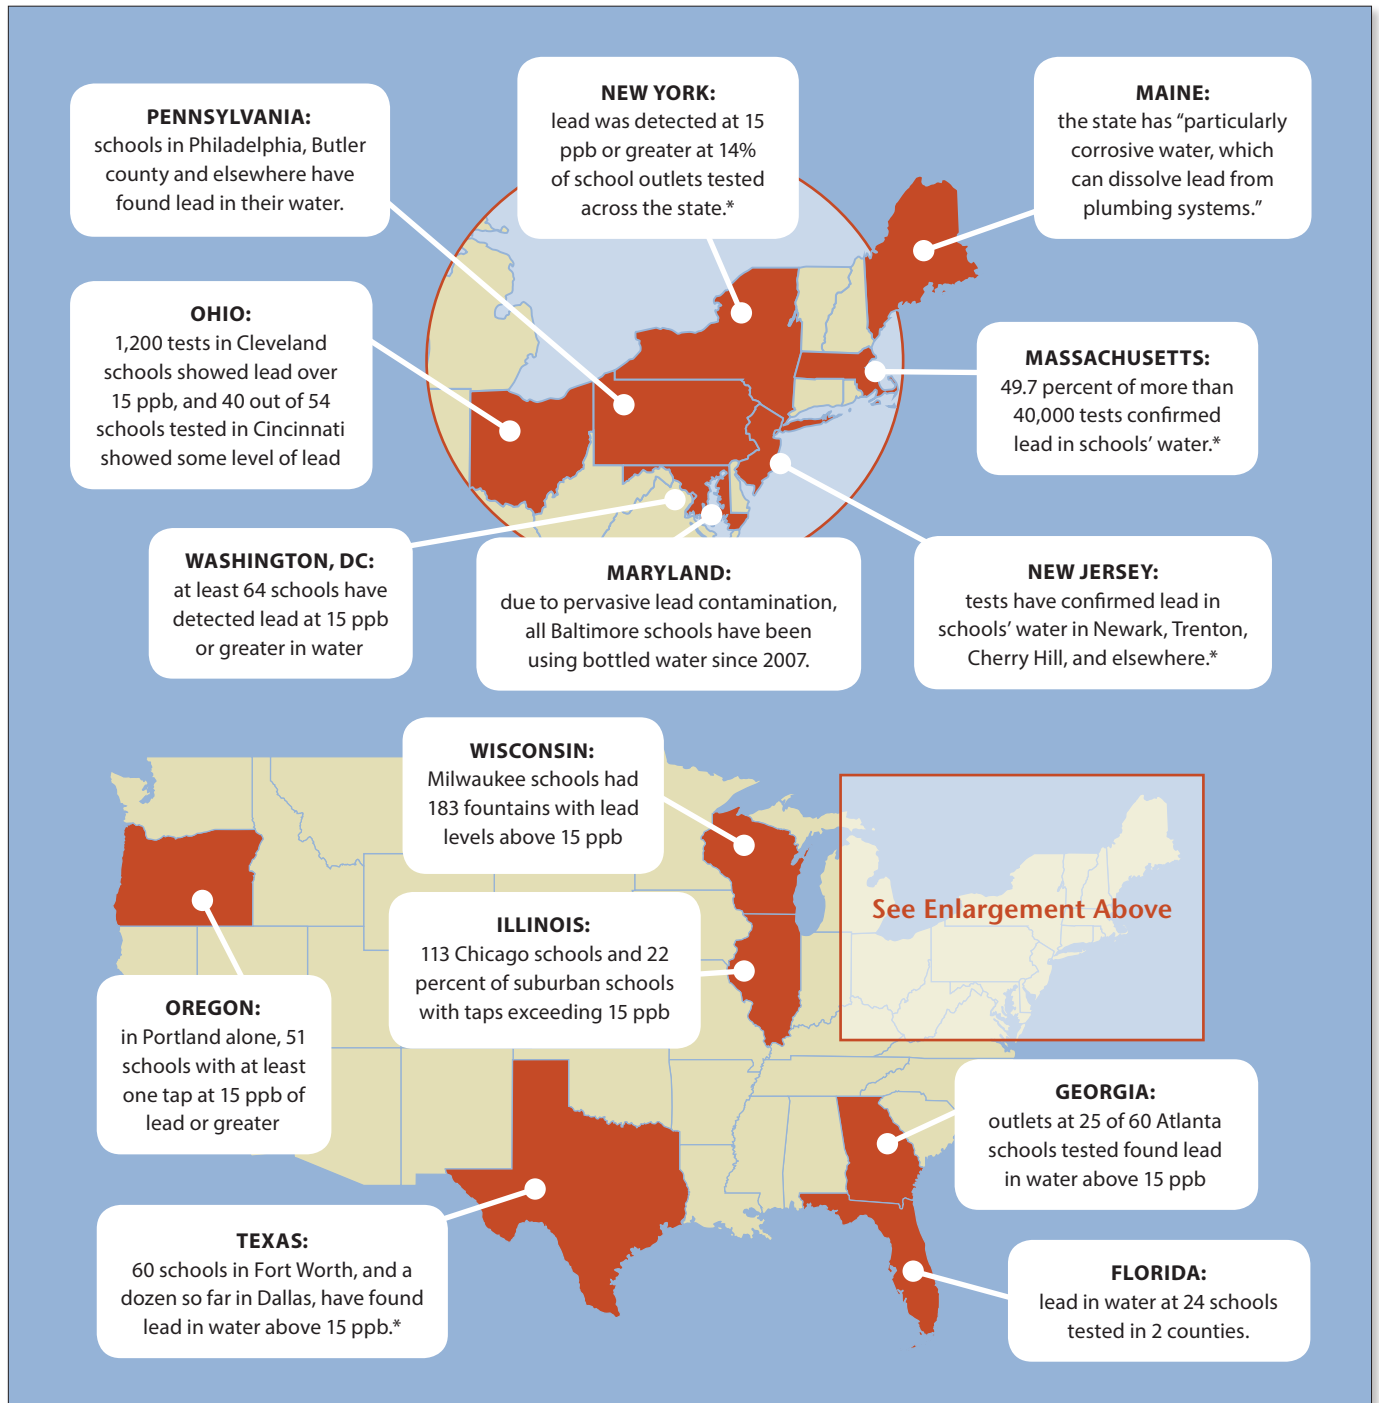 PENNSYLVANIA:
schools in Philadelphia, Butler
county and elsewhere have
found lead in their water.
NEW YORK:
lead was detected at 15
ppb or greater at 14%
of school outlets tested
across the state.*
MAINE:
the state has “particularly
corrosive water, which
can dissolve lead from
plumbing systems.”
OHIO:
1,200 tests in Cleveland
schools showed lead over
15 ppb, and 40 out of 54
schools tested in Cincinnati
showed some level of lead
MASSACHUSETTS:
49.7 percent of more than
40,000 tests confirmed
lead in schools’ water.*
WASHINGTON, DC:
at least 64 schools have
detected lead at 15 ppb
or greater in water
MARYLAND:
due to pervasive lead contamination,
all Baltimore schools have been
using bottled water since 2007.
NEW JERSEY:
tests have confirmed lead in
schools’ water in Newark, Trenton,
Cherry Hill, and elsewhere.*
WISCONSIN:
Milwaukee schools had
183 fountains with lead
levels above 15 ppb
ILLINOIS:
113 Chicago schools and 22
percent of suburban schools
with taps exceeding 15 ppb
See Enlargement Above
OREGON:
in Portland alone, 51
schools with at least
one tap at 15 ppb of
lead or greater
GEORGIA:
outlets at 25 of 60 Atlanta
schools tested found lead
in water above 15 ppb
TEXAS:
60 schools in Fort Worth, and a
dozen so far in Dallas, have found
lead in water above 15 ppb.*
FLORIDA:
lead in water at 24 schools
tested in 2 counties.